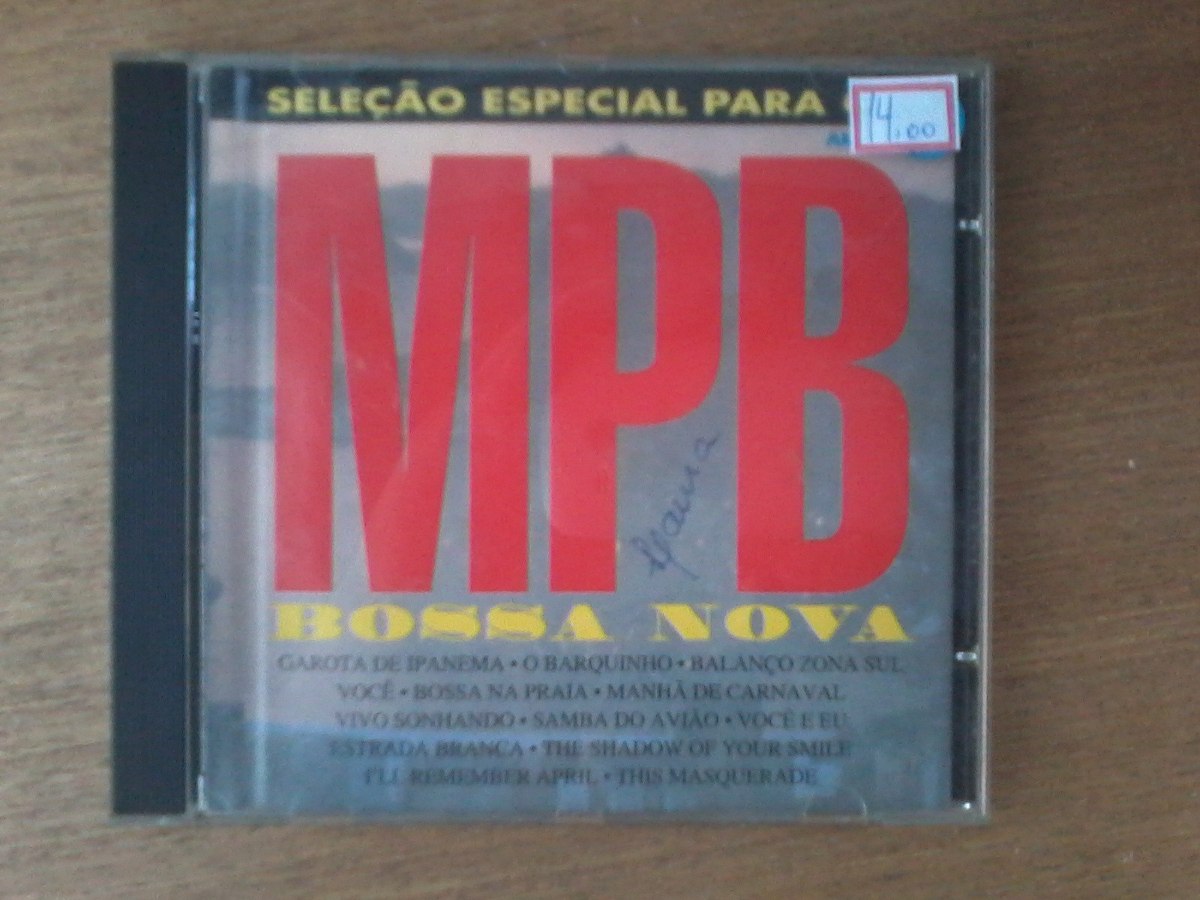 SELEÇÃO ESPECIAL PARA
14,00
MPB
BOSSA NOVA
GAROTA DE IPANEMA • O BARQUINHO • BALANÇO ZONA SUL
VOCÊ • BOSSA NA PRAIA • MANHÃ DE CARNAVAL
VIVO SONHANDO • SAMBA DO AVIÃO • VOCÊ E EU
ESTRADA BRANCA • THE SHADOW OF YOUR SMILE
I'LL REMEMBER APRIL • THIS MASQUERADE